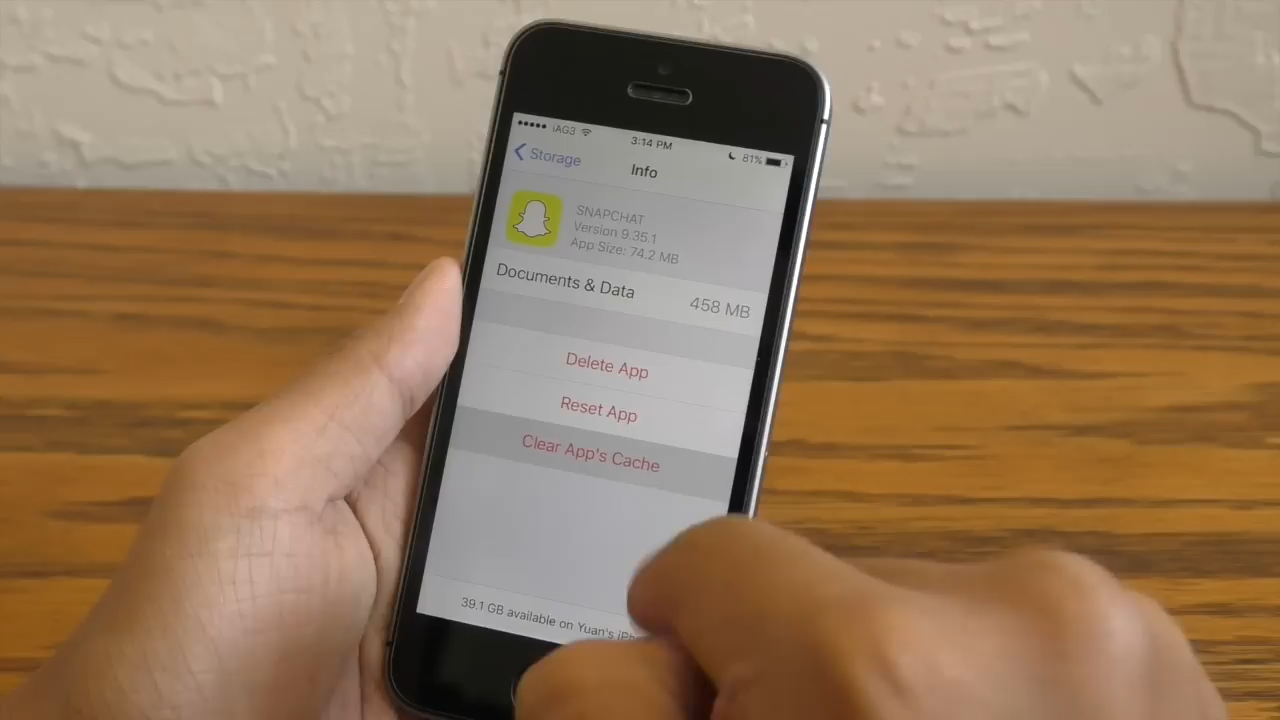 iAG3
3:14 PM
81%
Storage
Info
SNAPCHAT
Version 9.35.1
App Size: 74.2 MB
Documents & Data
458 MB
Delete App
Reset App
Clear App's Cache
39.1 GB available on Yuan's iPh